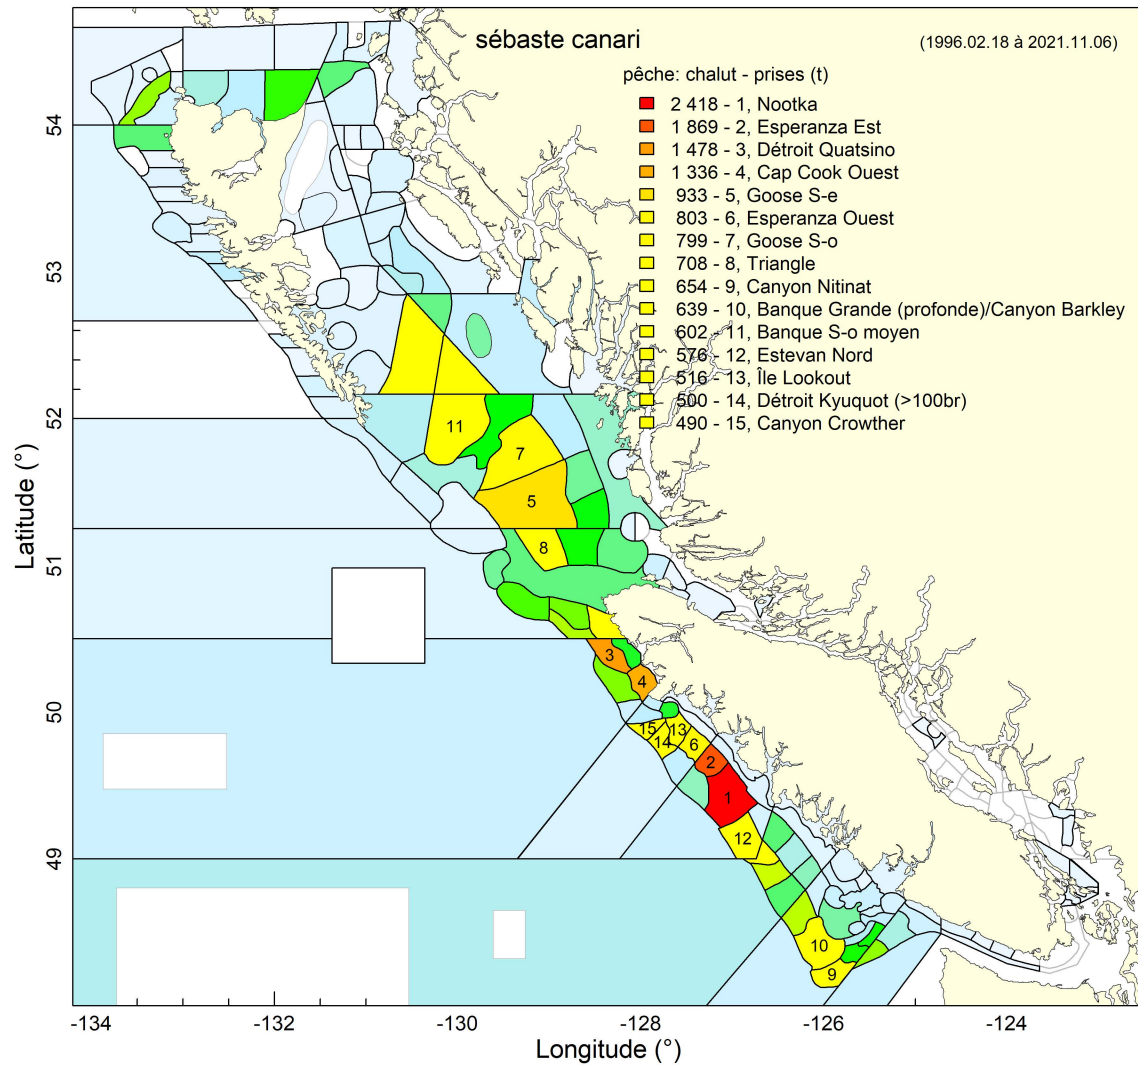 sébaste canari
(1996.02.18 à 2021.11.06)
pêche: chalut - prises (t)
2 418 - 1, Nootka
1 869 - 2, Esperanza Est
1 478 - 3, Détroit Quatsino
1 336 - 4, Cap Cook Ouest
933 - 5, Goose S-e
803 - 6, Esperanza Ouest
799 - 7, Goose S-o
708 - 8, Triangle
654 - 9, Canyon Nitinat
639 - 10, Banque Grande (profonde)/Canyon Barkley
602 - 11, Banque S-o moyen
576 - 12, Estevan Nord
516 - 13, Île Lookout
500 - 14, Détroit Kyuquot (>100br)
490 - 15, Canyon Crowther
54
53
52
51
50
49
Latitude (°)
11
7
5
8
3
4
15
13
14
6
2
1
12
10
9
-134
-132
-130
-128
-126
-124
Longitude (°)